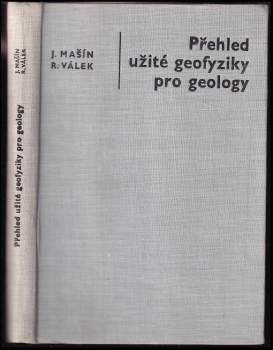 J. MAŠÍN
R. VÁLEK
Přehled
užité geofyziky
pro geology
J. MAŠÍN
R. VÁLEK
Přehled užité geofyziky pro geology